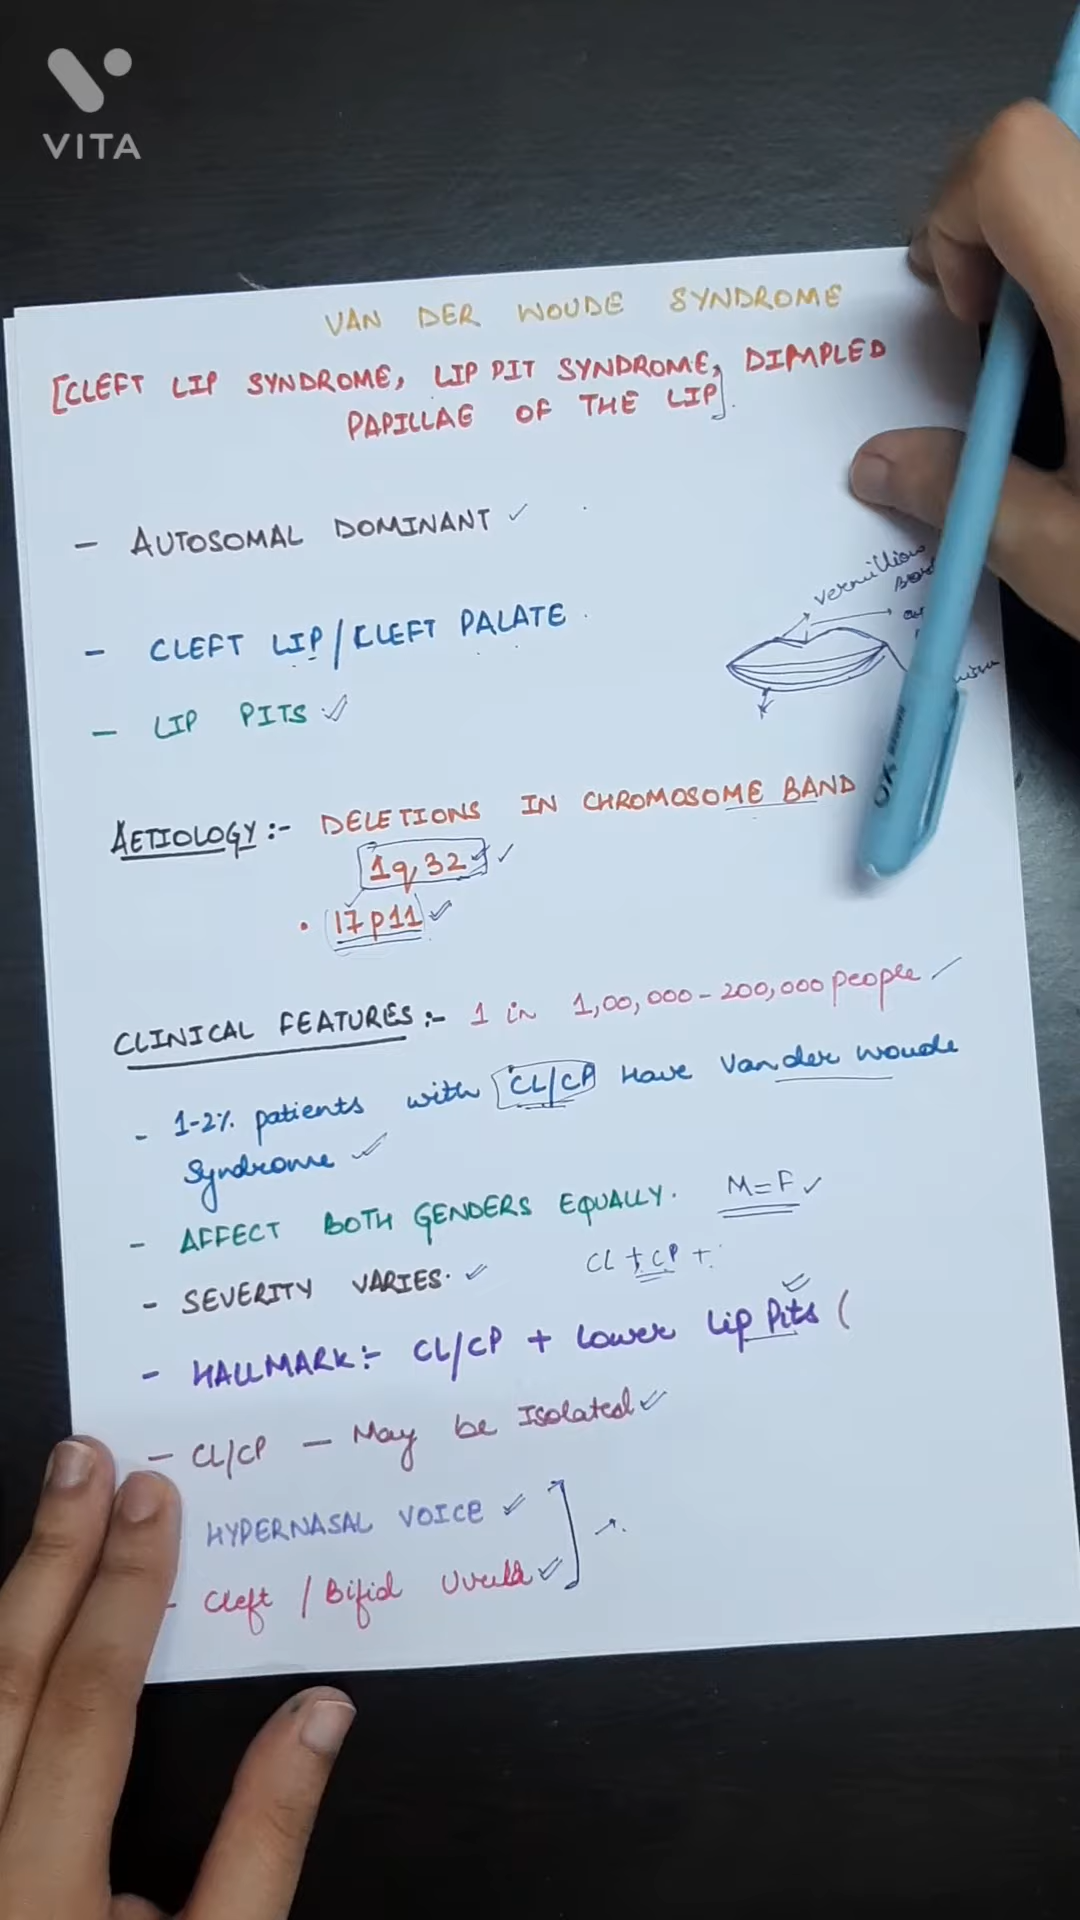 VITA
VAN DER WOUDE SYNDROME
[CLEFT LIP SYNDROME, LIP PIT SYNDROME, DIMPLED
PAPILLAE OF THE LIP].
- AUTOSOMAL DOMINANT ✓
vermillion
- CLEFT LIP/CLEFT PALATE
- LIP PITS ✓
AETIOLOGY:- DELETIONS IN CHROMOSOME BAND
1q32 ✓
• 17p11 ✓
CLINICAL FEATURES:- 1 in 1,00,000-200,000 people ✓
- 1-2% patients with CL/CP Have Van der woude
Syndrome ✓
- AFFECT BOTH GENDERS EQUALLY. M=F ✓
- SEVERITY VARIES. ✓ CL + CP +
- HALLMARK:- CL/CP + Lower Lip Pits (
- CL/CP - May be Isolated ✓
HYPERNASAL VOICE ✓
- Cleft / Bifid Uvula ✓